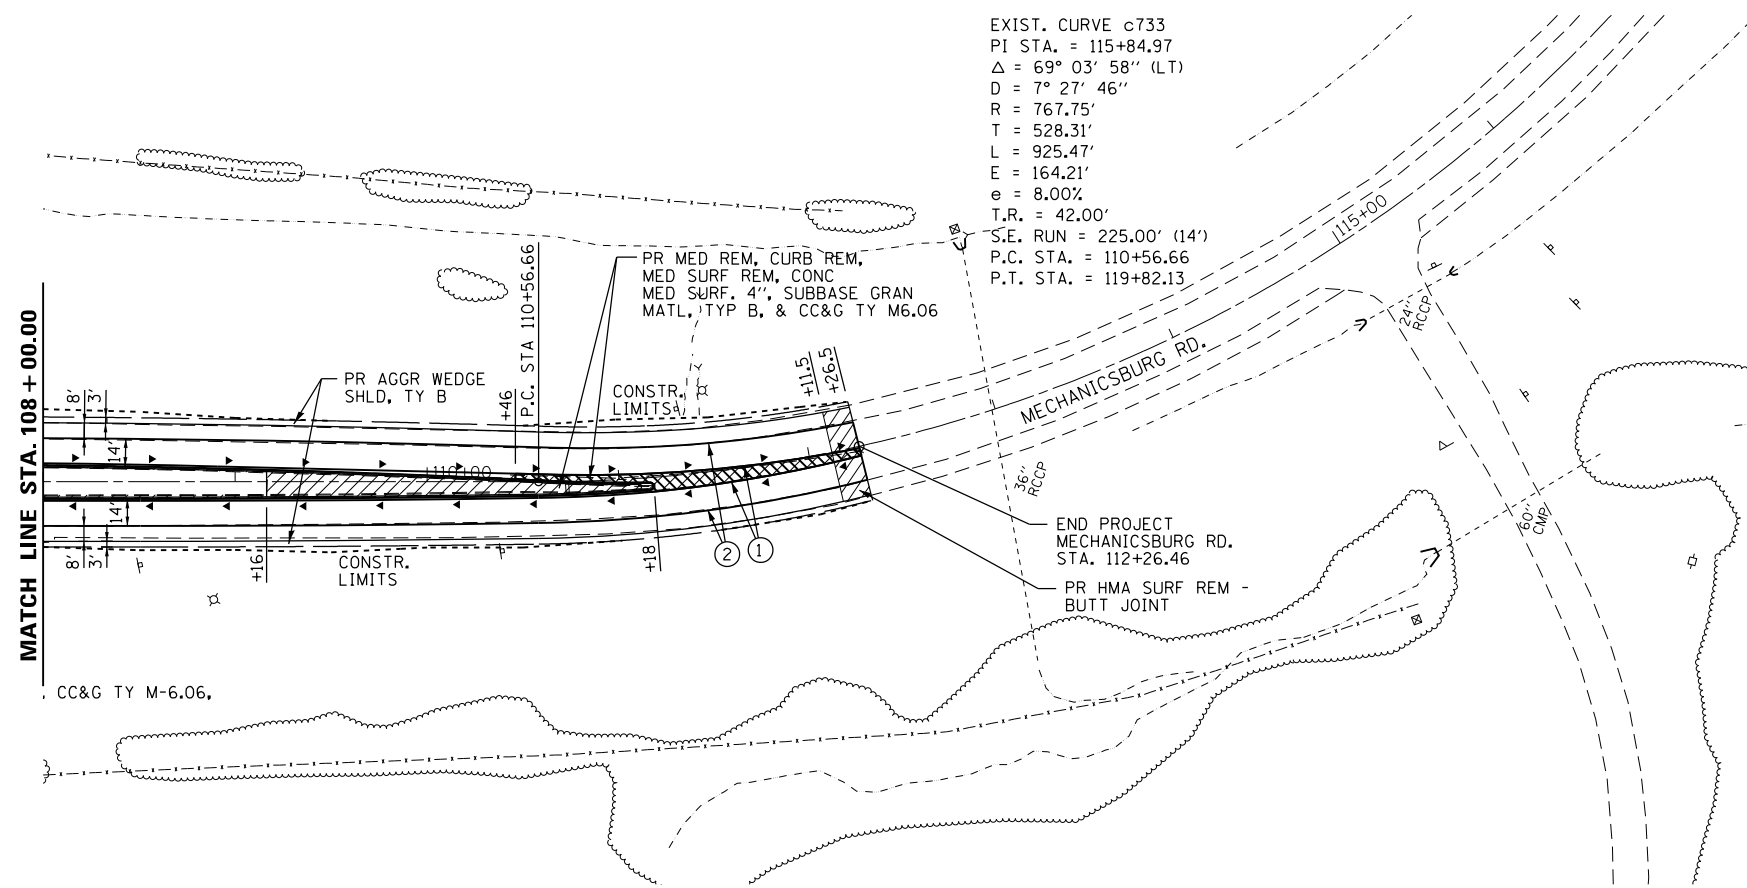 EXIST. CURVE c733
PI STA. = 115+84.97
Δ = 69° 03' 58'' (LT)
D = 7° 27' 46''
R = 767.75'
T = 528.31'
L = 925.47'
E = 164.21'
e = 8.00%
T.R. = 42.00'
S.E. RUN = 225.00' (14')
P.C. STA. = 110+56.66
P.T. STA. = 119+82.13
115+00
PR MED REM, CURB REM,
MED SURF REM, CONC
MED SURF. 4'', SUBBASE GRAN
MATL, TYP B, & CC&G TY M6.06
P.C. STA 110+56.66
MATCH LINE STA. 108+00.00
PR AGGR WEDGE
SHLD, TY B
CONSTR.
LIMITS
+46
+11.5
+26.5
8'
3'
14'
110+00
MECHANICSBURG RD.
24''
RCCP
36''
RCCP
60''
CMP
14'
8'
3'
+16
+18
CONSTR.
LIMITS
2
1
END PROJECT
MECHANICSBURG RD.
STA. 112+26.46
PR HMA SURF REM -
BUTT JOINT
CC&G TY M-6.06,